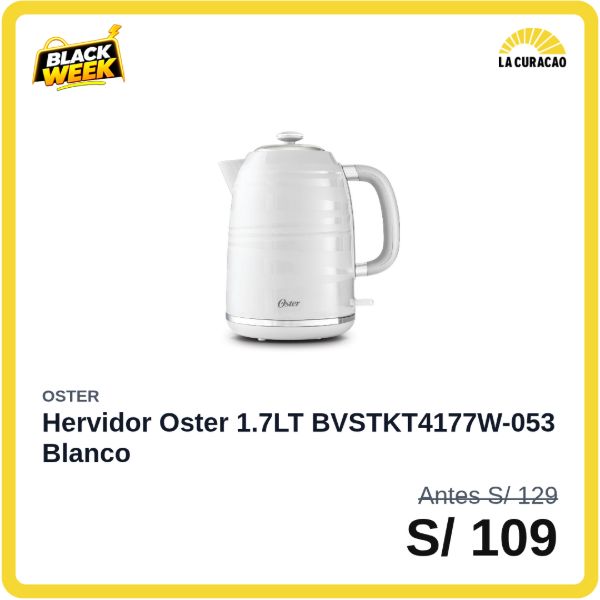 BLACK
WEEK
LA CURACAO
Oster
OSTER
Hervidor Oster 1.7LT BVSTKT4177W-053
Blanco
Antes S/ 129
S/ 109